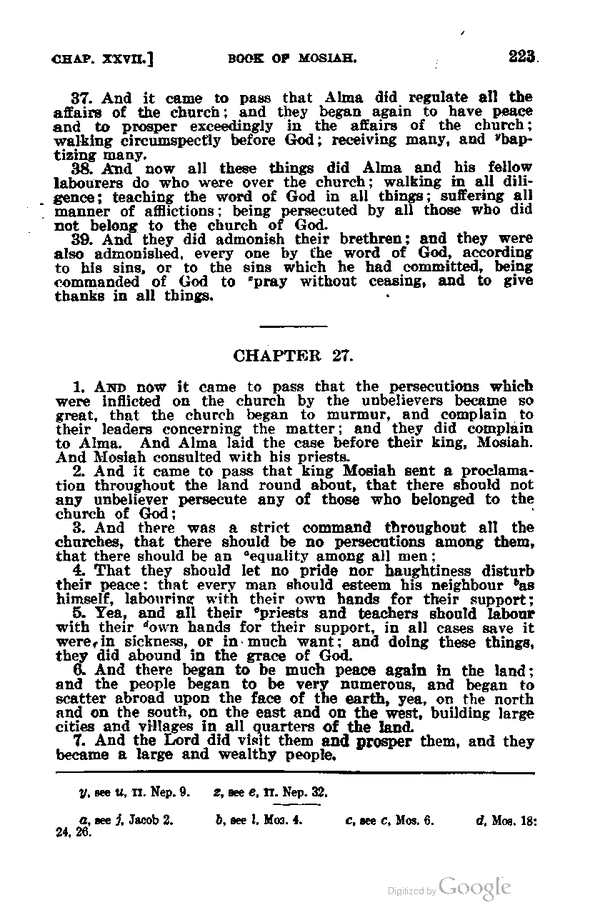 CHAP. XXVII.] BOOK OF MOSIAH. 223
37. And it came to pass that Alma did regulate all the
affairs of the church; and they began again to have peace
and to prosper exceedingly in the affairs of the church;
walking circumspectly before God; receiving many, and ʸbap-
tizing many.
38. And now all these things did Alma and his fellow
labourers do who were over the church; walking in all dili-
gence; teaching the word of God in all things; suffering all
manner of afflictions; being persecuted by all those who did
not belong to the church of God.
39. And they did admonish their brethren; and they were
also admonished, every one by the word of God, according
to his sins, or to the sins which he had committed, being
commanded of God to ᶻpray without ceasing, and to give
thanks in all things.
CHAPTER 27.
1. AND now it came to pass that the persecutions which
were inflicted on the church by the unbelievers became so
great, that the church began to murmur, and complain to
their leaders concerning the matter; and they did complain
to Alma. And Alma laid the case before their king, Mosiah.
And Mosiah consulted with his priests.
2. And it came to pass that king Mosiah sent a proclama-
tion throughout the land round about, that there should not
any unbeliever persecute any of those who belonged to the
church of God;
3. And there was a strict command throughout all the
churches, that there should be no persecutions among them,
that there should be an ᵃequality among all men;
4. That they should let no pride nor haughtiness disturb
their peace; that every man should esteem his neighbour ᵇas
himself, labouring with their own hands for their support;
5. Yea, and all their ᶜpriests and teachers should labour
with their ᵈown hands for their support, in all cases save it
were in sickness, or in much want; and doing these things,
they did abound in the grace of God.
6. And there began to be much peace again in the land;
and the people began to be very numerous, and began to
scatter abroad upon the face of the earth, yea, on the north
and on the south, on the east and on the west, building large
cities and villages in all quarters of the land.
7. And the Lord did visit them and prosper them, and they
became a large and wealthy people.
y, see u, II. Nep. 9. z, see e, II. Nep. 32.
a, see j, Jacob 2. b, see l, Mos. 4. c, see c, Mos. 6. d, Mos. 18:
24, 26.
Digitized by Google